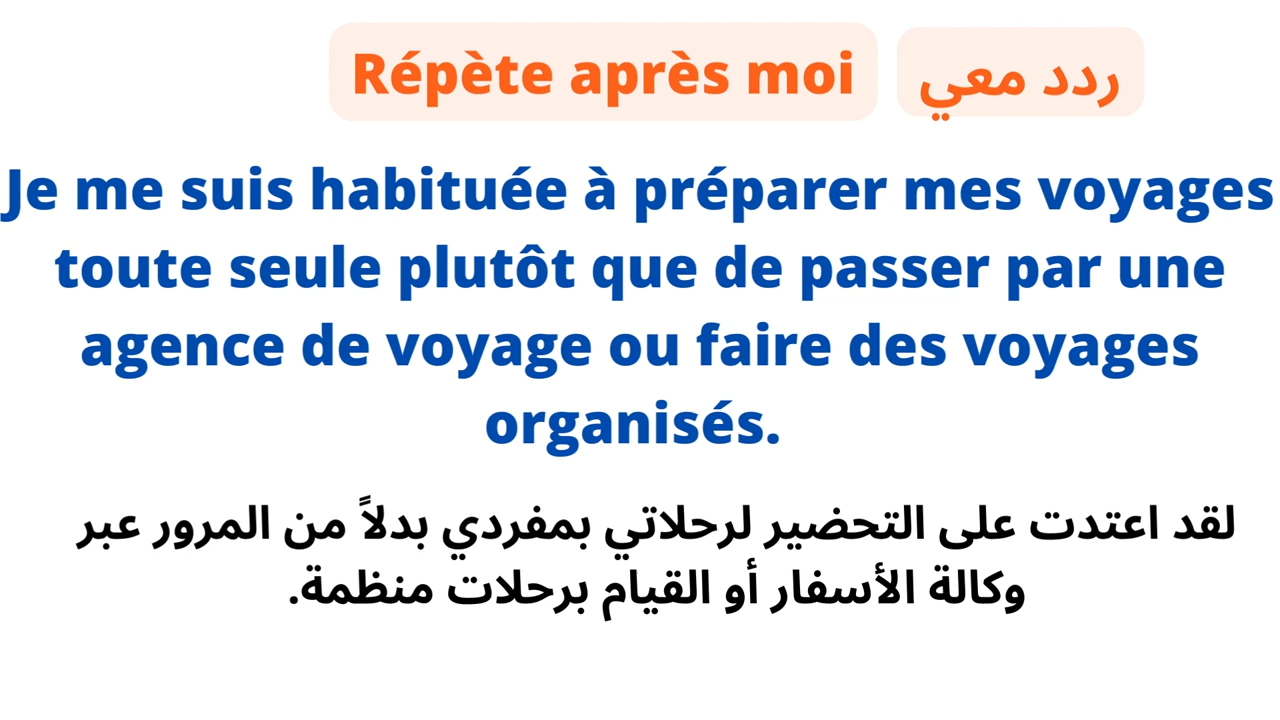 Répète après moi
ردد معي
Je me suis habituée à préparer mes voyages
toute seule plutôt que de passer par une
agence de voyage ou faire des voyages
organisés.
لقد اعتدت على التحضير لرحلاتي بمفردي بدلاً من المرور عبر
وكالة الأسفار أو القيام برحلات منظمة.